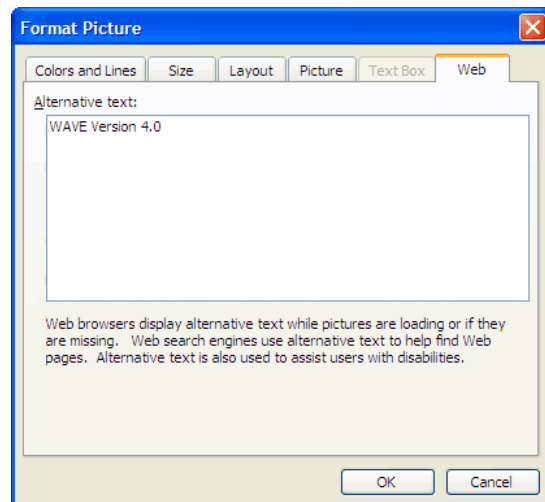 Format Picture
Colors and Lines Size Layout Picture Text Box Web
Alternative text:
WAVE Version 4.0
Web browsers display alternative text while pictures are loading or if they
are missing.   Web search engines use alternative text to help find Web
pages.  Alternative text is also used to assist users with disabilities.
OK Cancel